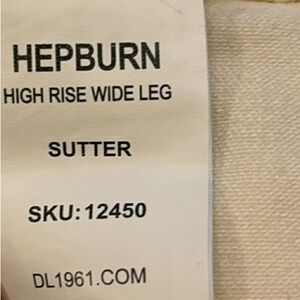 HEPBURN
HIGH RISE WIDE LEG
SUTTER
SKU:12450
DL1961.COM